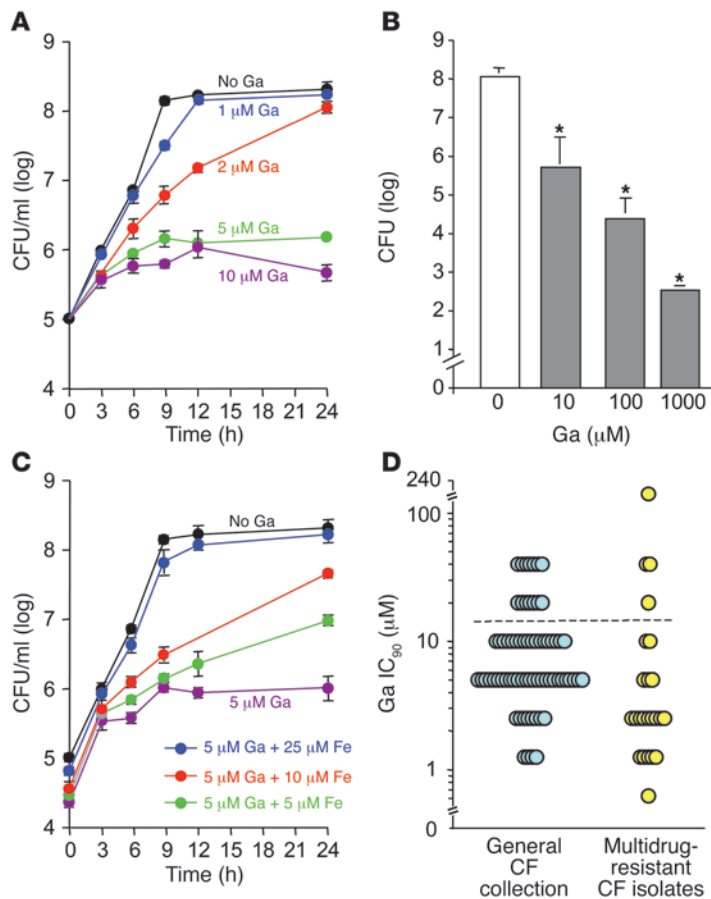 A
CFU/ml (log)
9
8
7
6
5
4
No Ga
1 µM Ga
2 µM Ga
5 µM Ga
10 µM Ga
0 3 6 9 12 15 18 21 24
Time (h)
B
CFU (log)
9
8
7
6
5
4
3
2
1
0
*
*
*
0 10 100 1000
Ga (µM)
C
CFU/ml (log)
9
8
7
6
5
4
No Ga
5 µM Ga
5 µM Ga + 25 µM Fe
5 µM Ga + 10 µM Fe
5 µM Ga + 5 µM Fe
0 3 6 9 12 15 18 21 24
Time (h)
D
Ga IC90 (µM)
240
100
10
1
0
General
CF
collection
Multidrug-
resistant
CF isolates